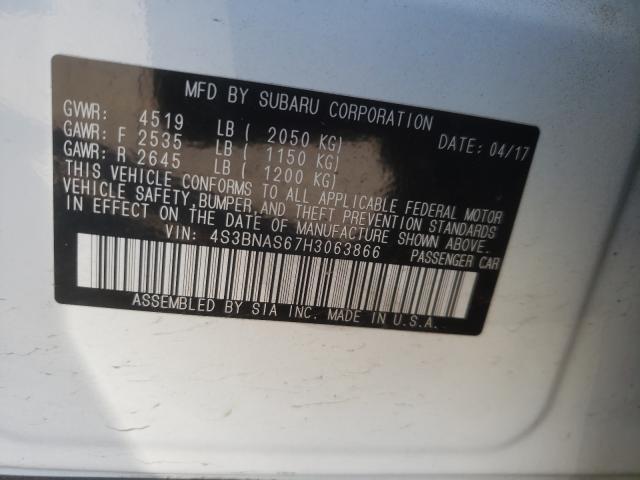 MFD BY SUBARU CORPORATION
GVWR: 4519 LB ( 2050 KG) DATE: 04/17
GAWR: F 2535 LB ( 1150 KG)
GAWR: R 2645 LB ( 1200 KG)
THIS VEHICLE CONFORMS TO ALL APPLICABLE FEDERAL MOTOR
VEHICLE SAFETY, BUMPER, AND THEFT PREVENTION STANDARDS
IN EFFECT ON THE DATE OF MANUFACTURE SHOWN ABOVE.
VIN: 4S3BNAS67H3063866 PASSENGER CAR
ASSEMBLED BY SIA INC. MADE IN U.S.A.